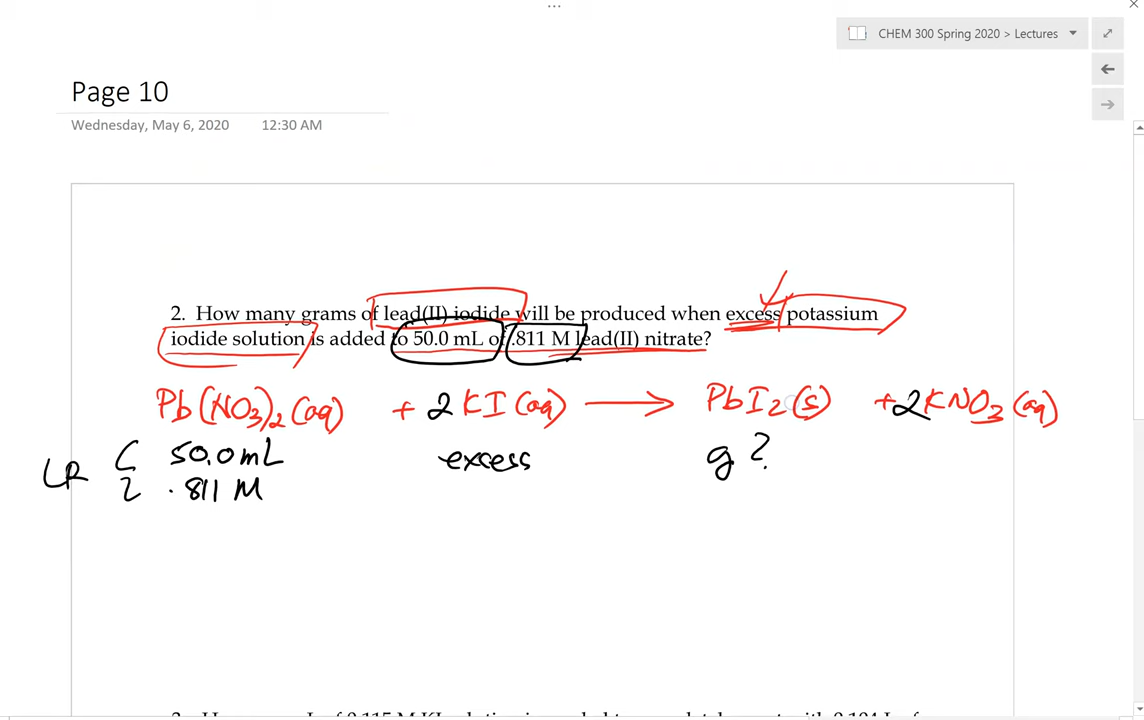 CHEM 300 Spring 2020 > Lectures
Page 10
Wednesday, May 6, 2020 12:30 AM
2. How many grams of lead(II) iodide will be produced when excess potassium
iodide solution is added to 50.0 mL of .811 M lead(II) nitrate?
Pb(NO3)2(aq) + 2KI(aq) → PbI2(s) + 2KNO3(aq)
LR 50.0mL excess g?
.811 M